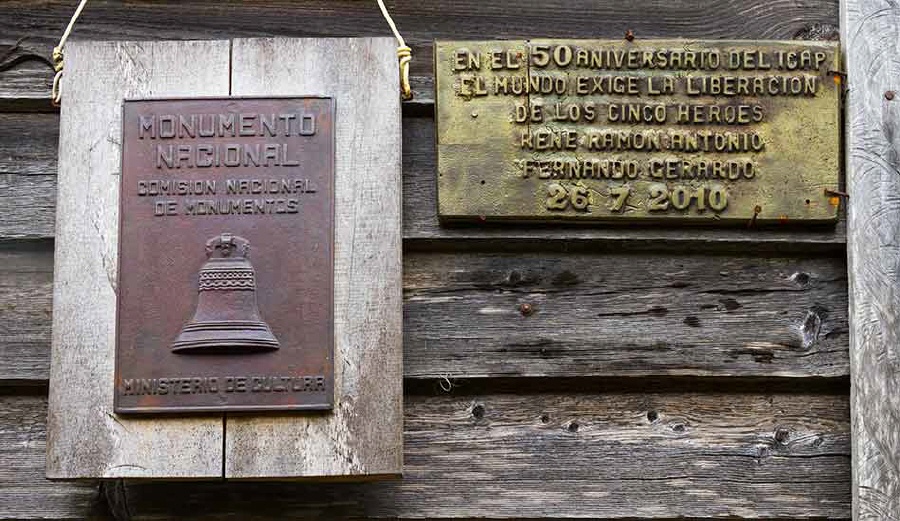 MONUMENTO
NACIONAL
COMISION NACIONAL
DE MONUMENTOS
MINISTERIO DE CULTURA
EN EL 50 ANIVERSARIO DEL ICAP
EL MUNDO EXIGE LA LIBERACION
DE LOS CINCO HEROES
RENE RAMON ANTONIO
FERNANDO GERARDO
26 7 2010